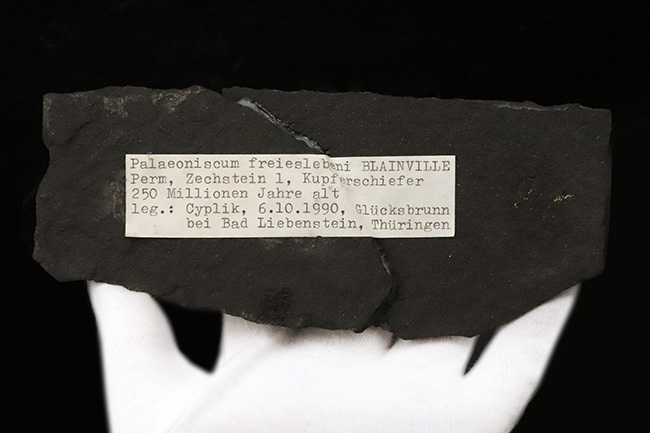 Palaeoniscum freieslebeni BLAINVILLE
Perm, Zechstein 1, Kupferschiefer
250 Millionen Jahre alt
leg.: Cyplik, 6.10.1990, Glücksbrunn
bei Bad Liebenstein, Thüringen